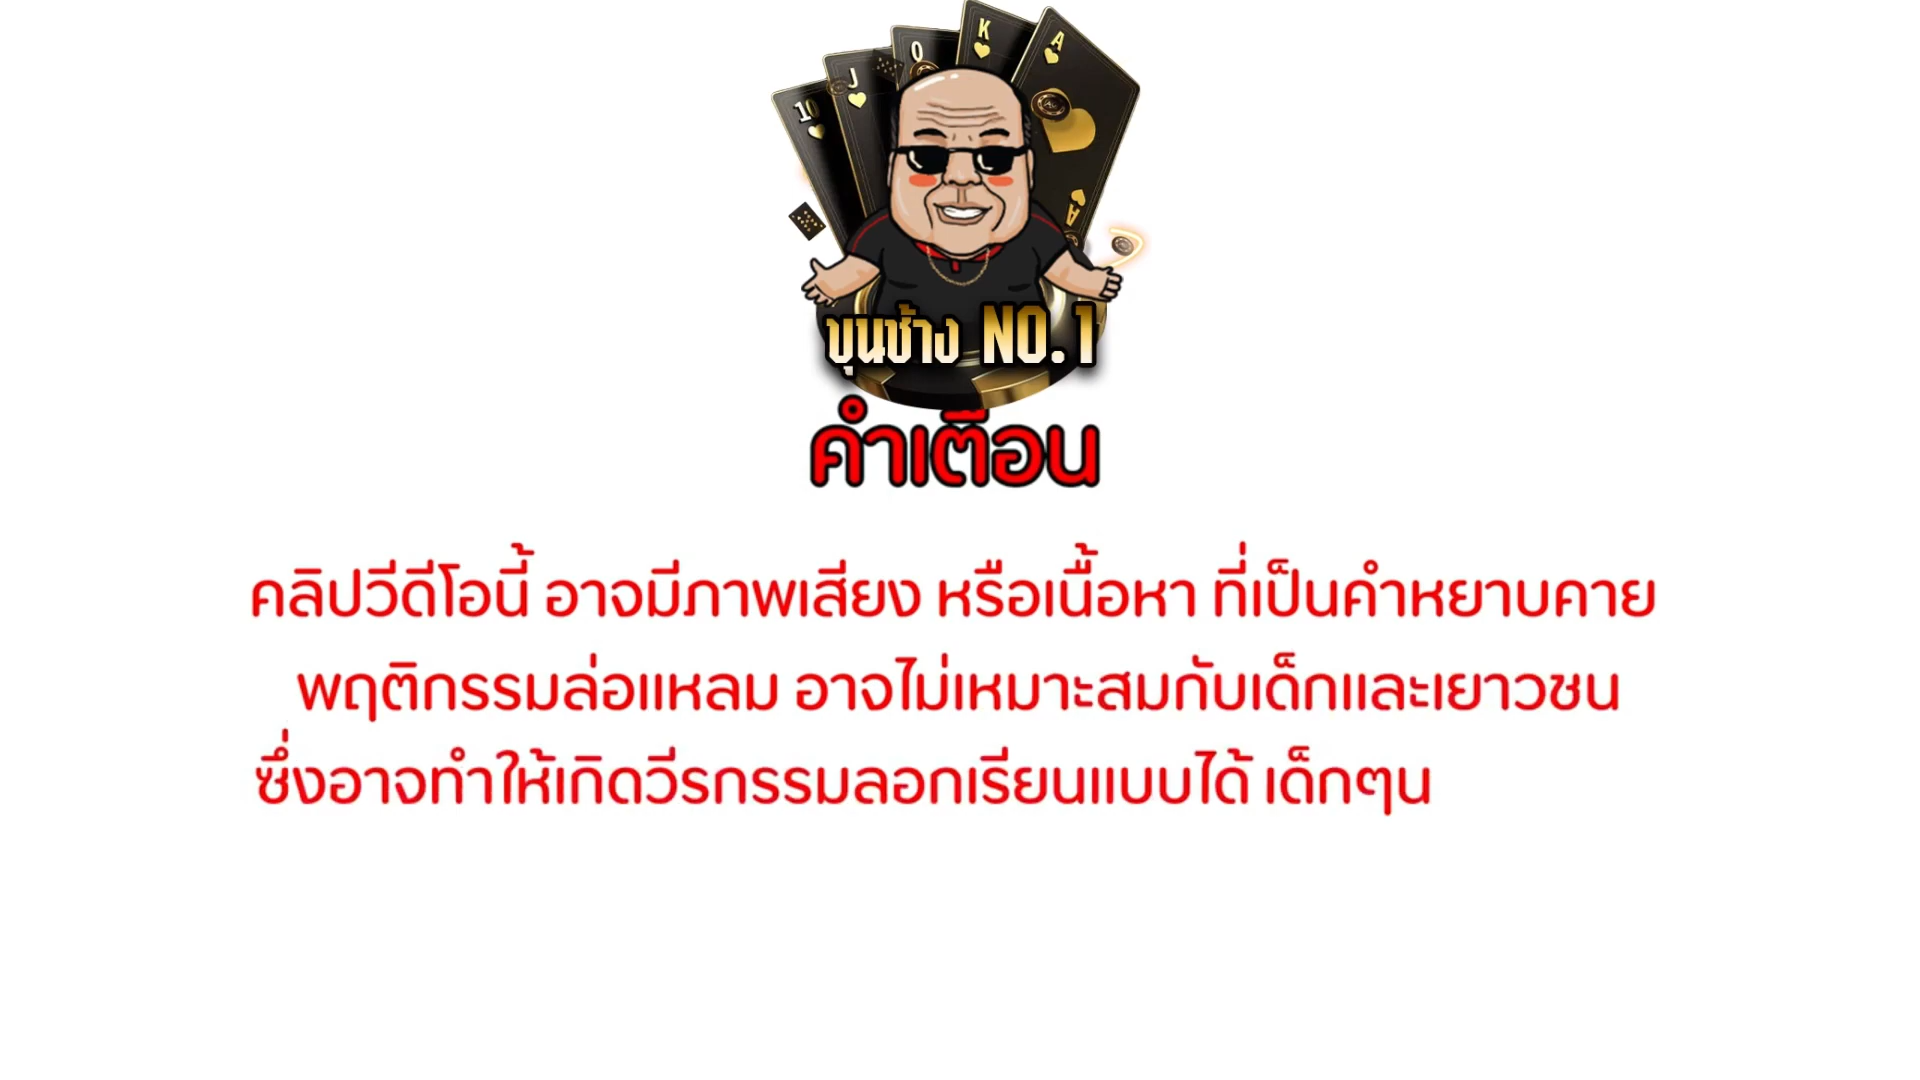 10
J
Q
K
A
A
ขุนช้าง NO.1
คำเตือน
คลิปวีดีโอนี้ อาจมีภาพเสียง หรือเนื้อหา ที่เป็นคำหยาบคาย
พฤติกรรมล่อแหลม อาจไม่เหมาะสมกับเด็กและเยาวชน
ซึ่งอาจทำให้เกิดวีรกรรมลอกเรียนแบบได้ เด็กๆน